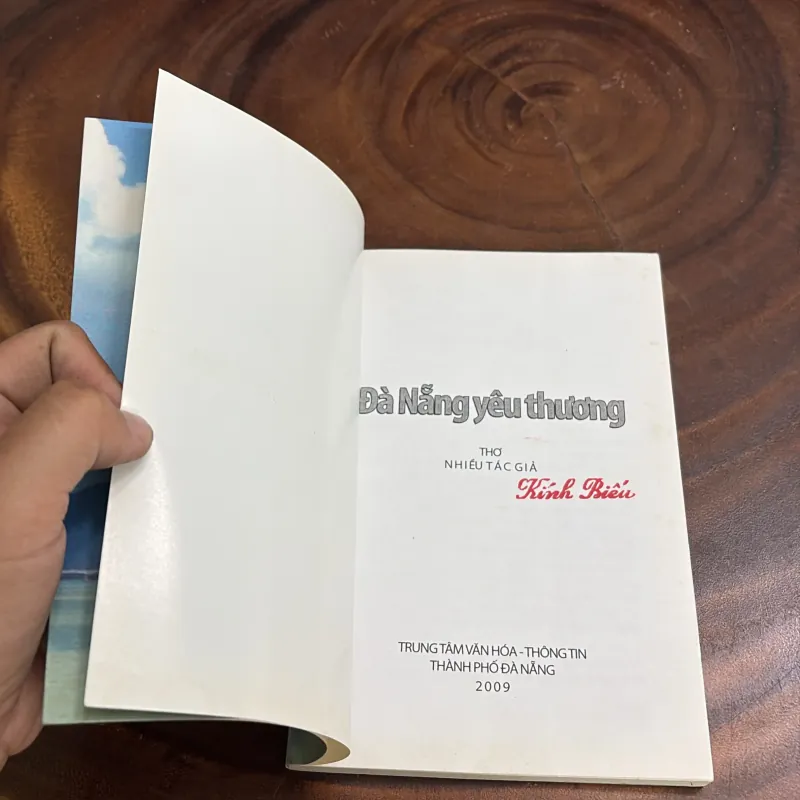 Đà Nẵng yêu thương
THƠ
NHIỀU TÁC GIẢ
Kính Biếu
TRUNG TÂM VĂN HÓA - THÔNG TIN
THÀNH PHỐ ĐÀ NẴNG
2009